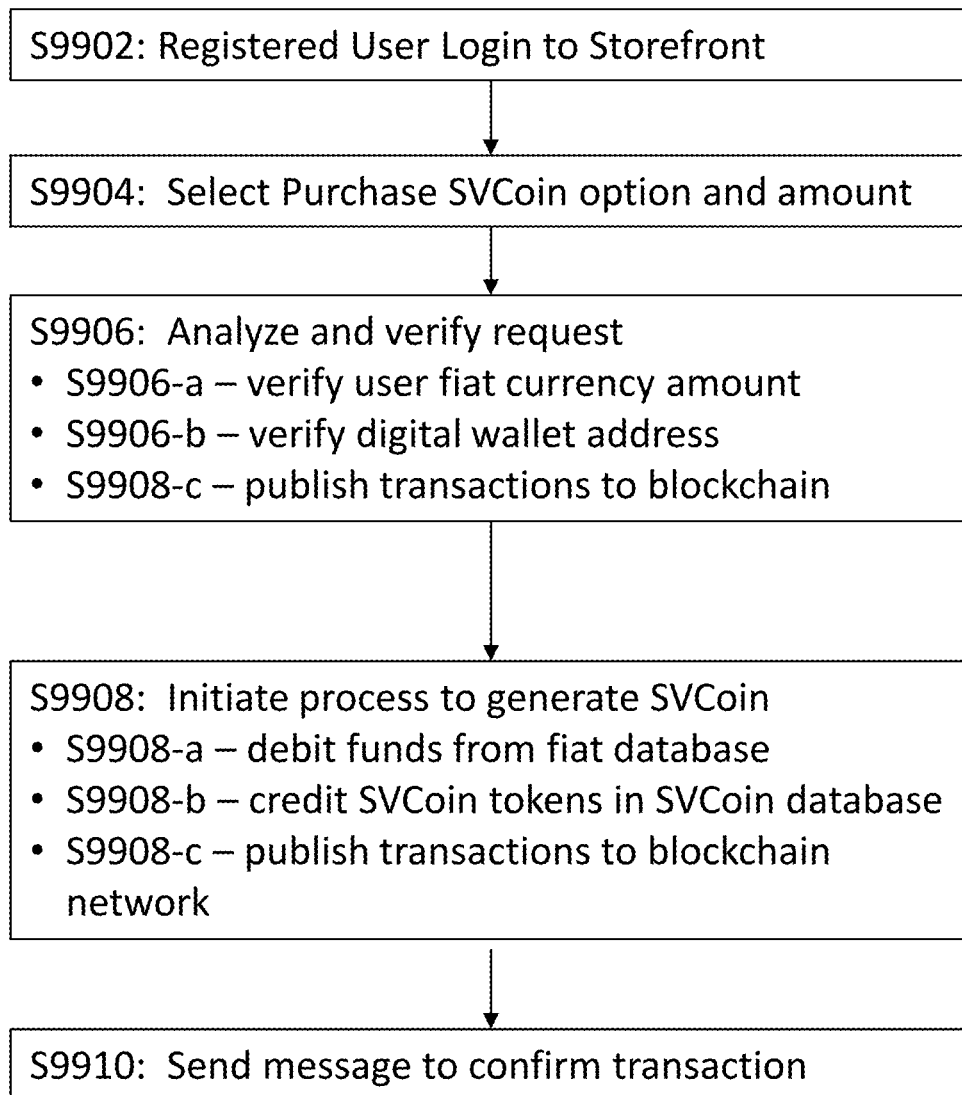 S9902: Registered User Login to Storefront
S9904:  Select Purchase SVCoin option and amount
S9906:  Analyze and verify request
• S9906-a – verify user fiat currency amount
• S9906-b – verify digital wallet address
• S9908-c – publish transactions to blockchain
S9908:  Initiate process to generate SVCoin
• S9908-a – debit funds from fiat database
• S9908-b – credit SVCoin tokens in SVCoin database
• S9908-c – publish transactions to blockchain
network
S9910:  Send message to confirm transaction